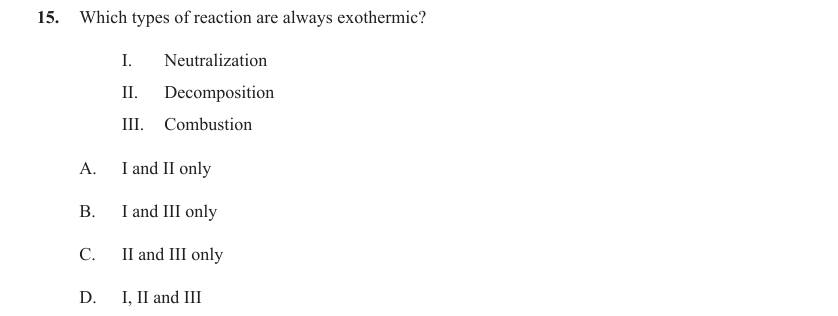 15. Which types of reaction are always exothermic?
I. Neutralization
II. Decomposition
III. Combustion
A. I and II only
B. I and III only
C. II and III only
D. I, II and III